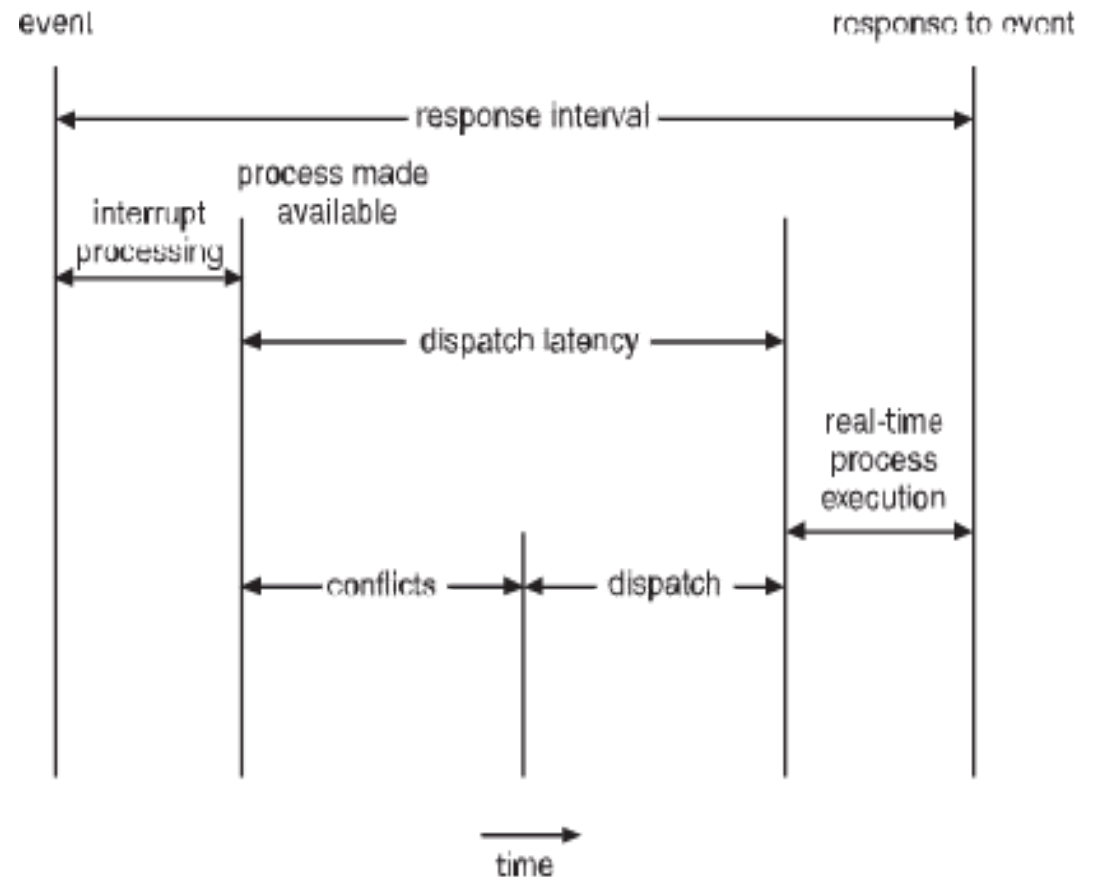 event
response to event
response interval
process made
available
interrupt
processing
dispatch latency
real-time
process
execution
conflicts
dispatch
time